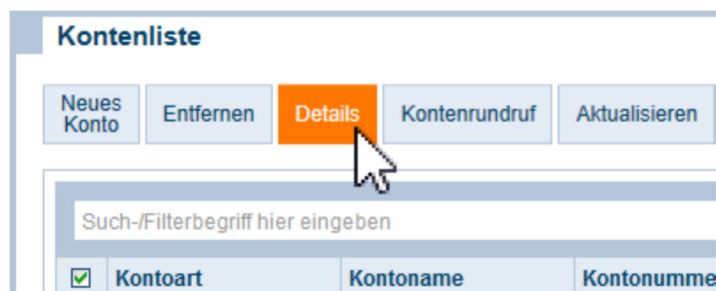 Kontenliste
Neues
Konto
Entfernen
Details
Kontenrundruf
Aktualisieren
Such-/Filterbegriff hier eingeben
Kontoart Kontoname Kontonumme